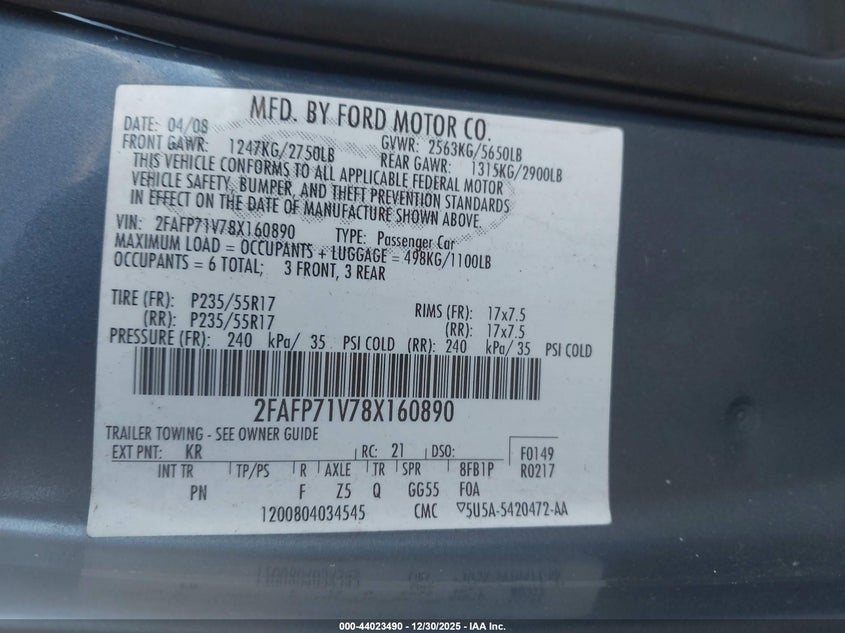 MFD. BY FORD MOTOR CO.
DATE: 04/08 GVWR: 2563KG/5650LB
FRONT GAWR: 1247KG/2750LB REAR GAWR: 1315KG/2900LB
THIS VEHICLE CONFORMS TO ALL APPLICABLE FEDERAL MOTOR
VEHICLE SAFETY, BUMPER, AND THEFT PREVENTION STANDARDS
IN EFFECT ON THE DATE OF MANUFACTURE SHOWN ABOVE.
VIN: 2FAFP71V78X160890 TYPE: Passenger Car
MAXIMUM LOAD = OCCUPANTS + LUGGAGE = 498KG/1100LB
OCCUPANTS = 6 TOTAL; 3 FRONT, 3 REAR
TIRE (FR): P235/55R17 RIMS (FR): 17x7.5
(RR): P235/55R17 (RR): 17x7.5
PRESSURE (FR): 240 kPa/ 35 PSI COLD (RR): 240 kPa/ 35 PSI COLD
2FAFP71V78X160890
TRAILER TOWING - SEE OWNER GUIDE
EXT PNT: KR RC: 21 DSO: F0149
INT TR TP/PS R AXLE TR SPR 8FB1P R0217
PN F Z5 Q GG55 F0A
1200804034545 CMC ▽5U5A-5420472-AA
000-44023490 - 12/30/2025 - IAA Inc.